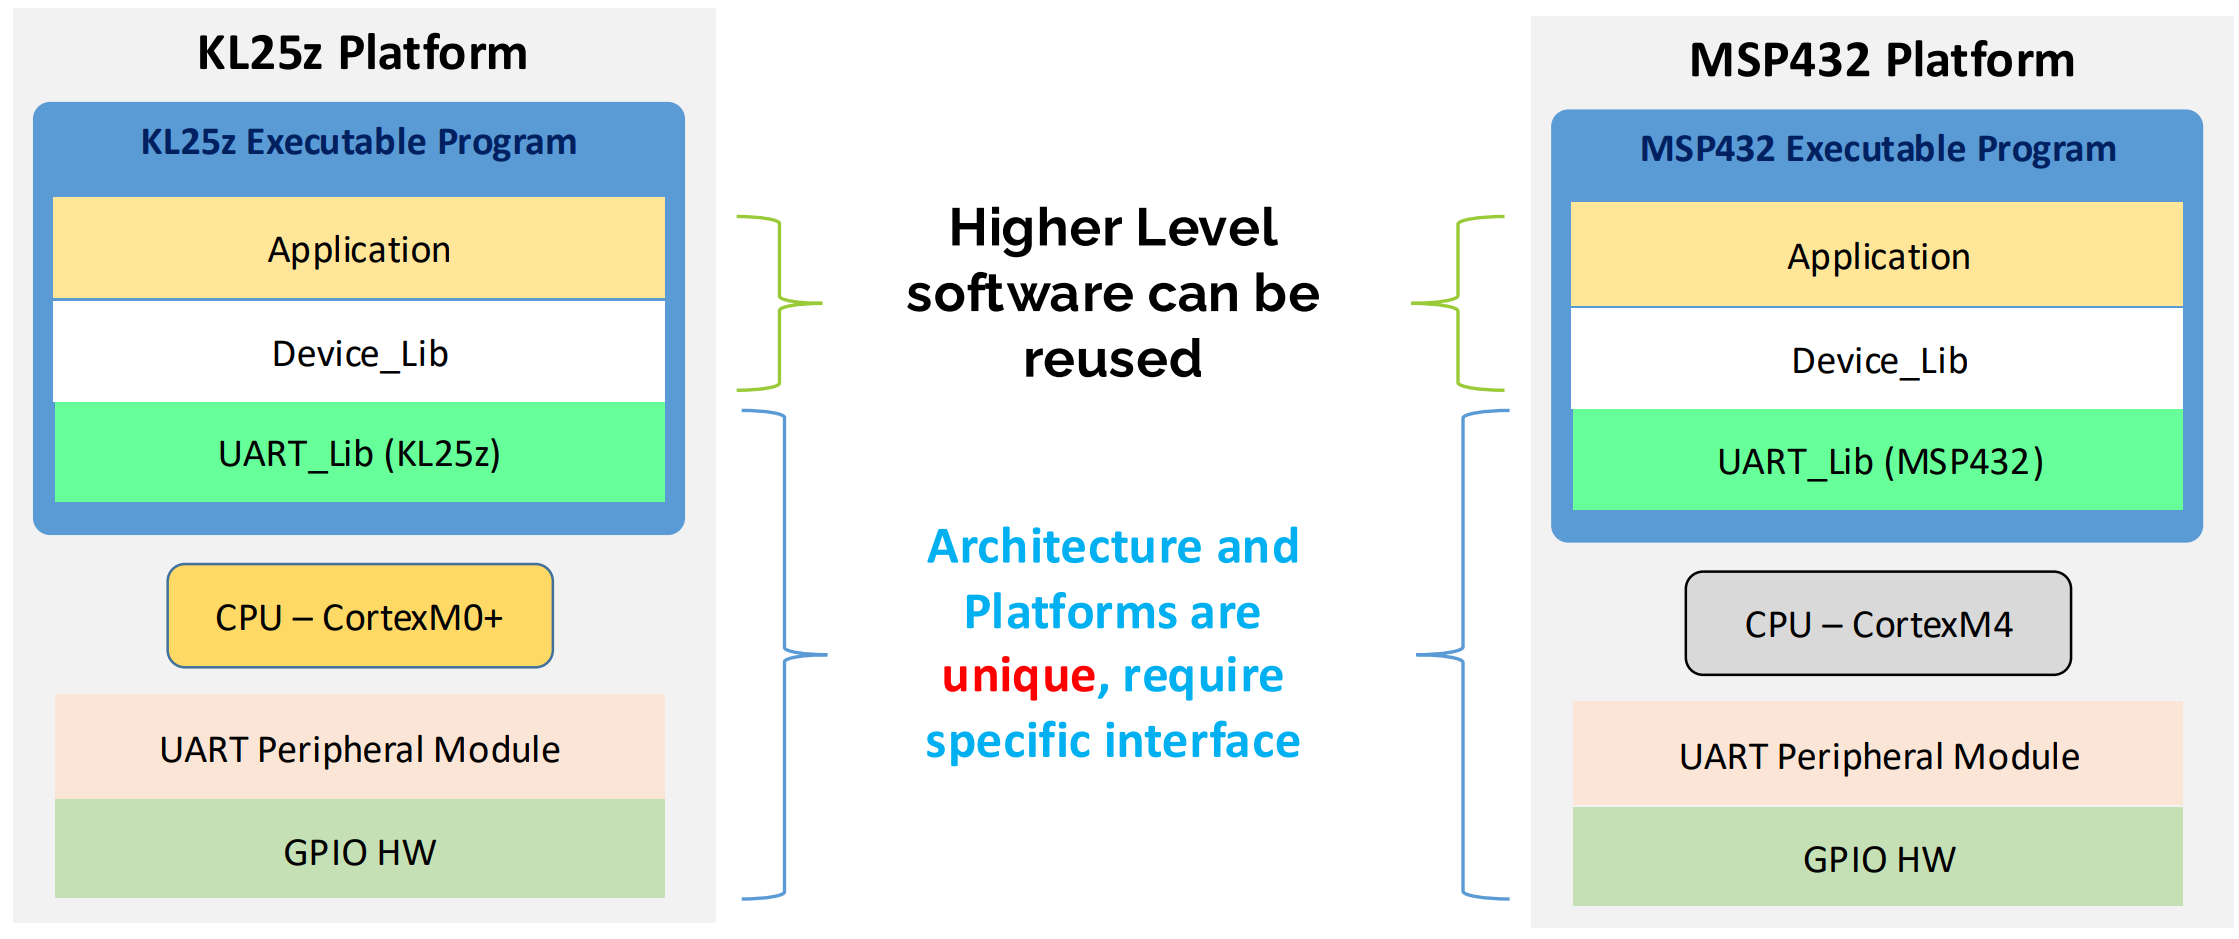 KL25z Platform
KL25z Executable Program
Application
Device_Lib
UART_Lib (KL25z)
CPU – CortexM0+
UART Peripheral Module
GPIO HW
Higher Level
software can be
reused
Architecture and
Platforms are
unique, require
specific interface
MSP432 Platform
MSP432 Executable Program
Application
Device_Lib
UART_Lib (MSP432)
CPU – CortexM4
UART Peripheral Module
GPIO HW